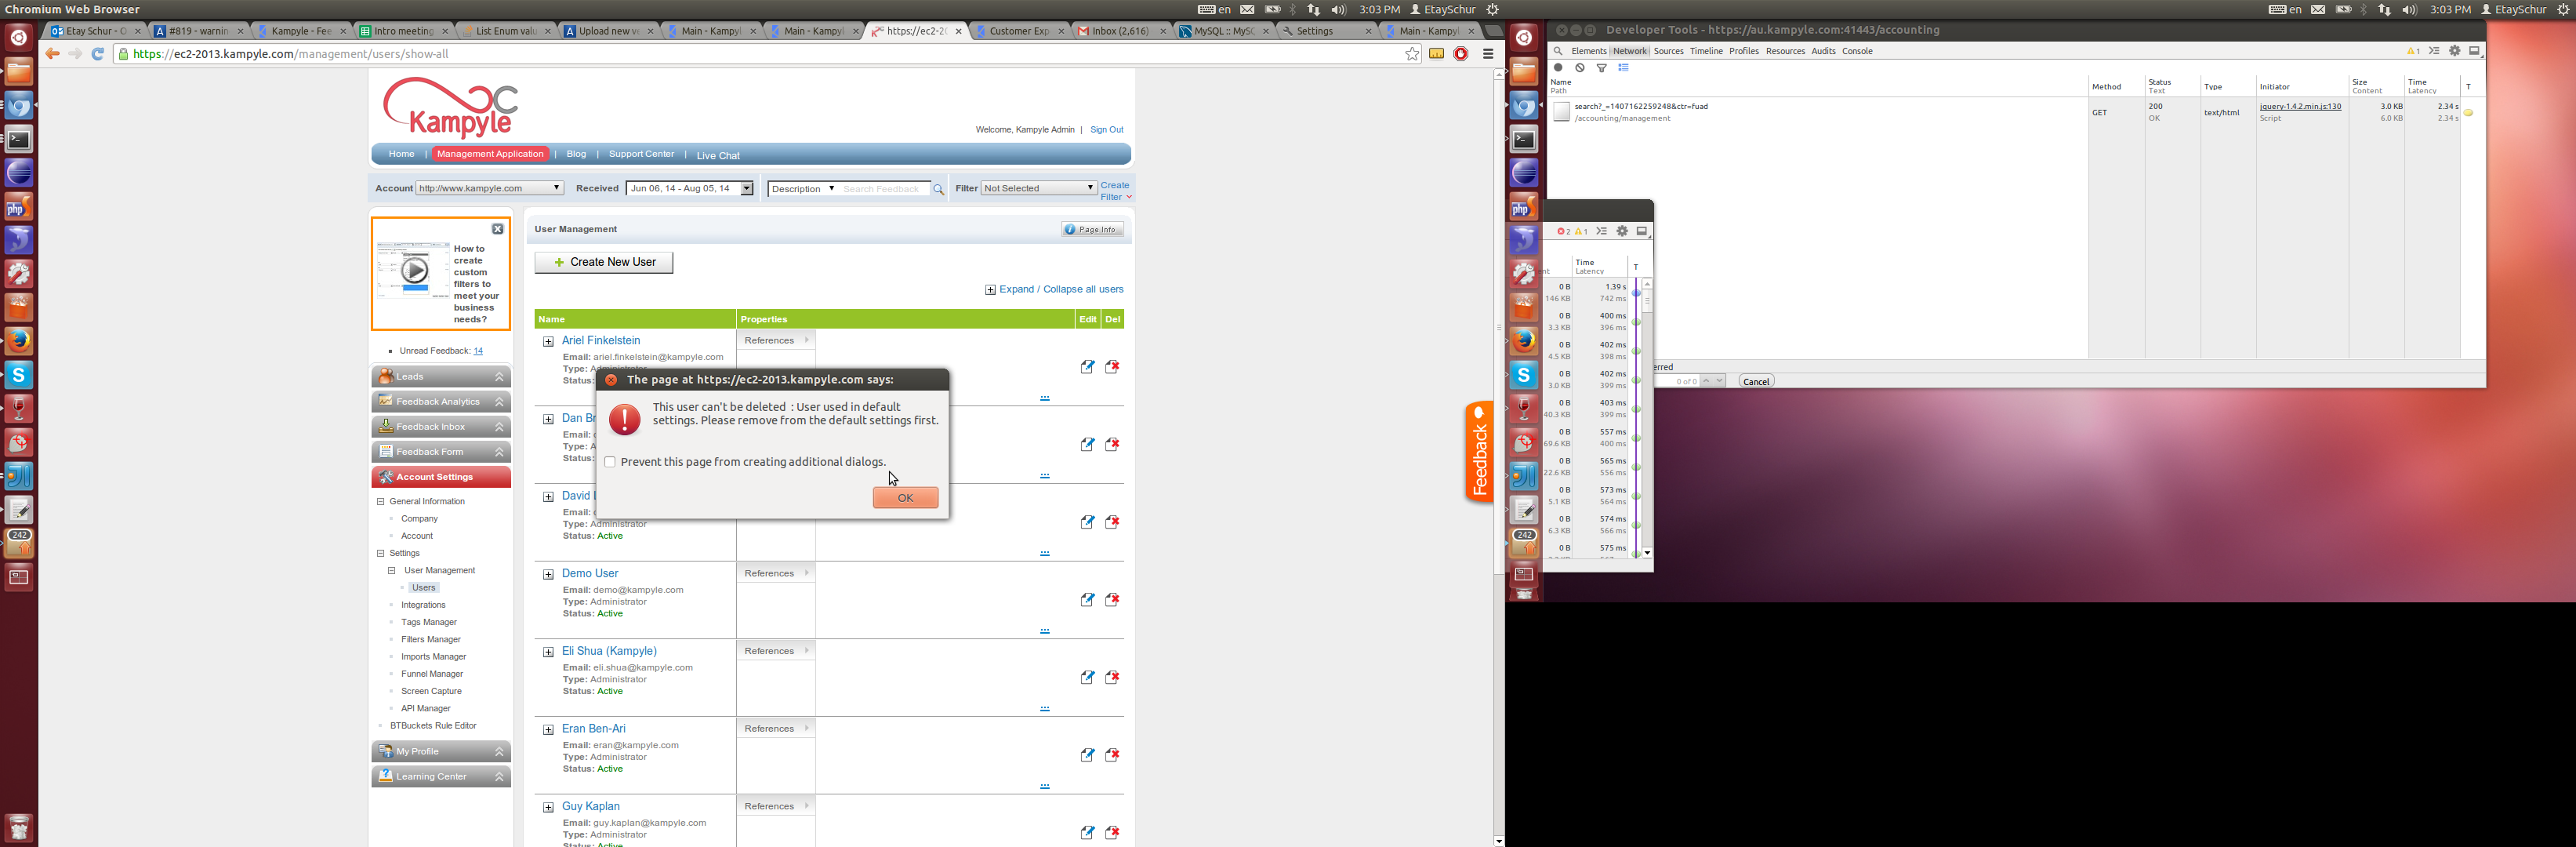 Chromium Web Browser
en
3:03 PM
EtaySchur
en
3:03 PM
EtaySchur
Etay Schur - O
#819 - warnin
Kampyle - Fee
Intro meeting
List Enum valu
Upload new ve
Main - Kampyl
Main - Kampyl
https://ec2-20
Customer Exp
Inbox (2,616)
MySQL :: MyS
Settings
Main - Kampyl
https://ec2-2013.kampyle.com/management/users/show-all
Kampyle
Welcome, Kampyle Admin | Sign Out
Home | Management Application | Blog | Support Center | Live Chat
Account http://www.kampyle.com Received Jun 06, 14 - Aug 05, 14 Description Search Feedback Filter Not Selected Create
Filter
How to
create
custom
filters to
meet your
business
needs?
Unread Feedback: 14
Leads
Feedback Analytics
Feedback Inbox
Feedback Form
Account Settings
General Information
Company
Account
Settings
User Management
Users
Integrations
Tags Manager
Filters Manager
Imports Manager
Funnel Manager
Screen Capture
API Manager
BTBuckets Rule Editor
My Profile
Learning Center
User Management
Page Info
Create New User
Expand / Collapse all users
Name Properties Edit Del
Ariel Finkelstein References
Email: ariel.finkelstein@kampyle.com
Type: Administrator
Status:
...
Dan Br
Email:
Type: A
Status:
...
David
Email:
Type: Administrator
Status: Active
...
Demo User References
Email: demo@kampyle.com
Type: Administrator
Status: Active
...
Eli Shua (Kampyle) References
Email: eli.shua@kampyle.com
Type: Administrator
Status: Active
...
Eran Ben-Ari References
Email: eran@kampyle.com
Type: Administrator
Status: Active
...
Guy Kaplan References
Email: guy.kaplan@kampyle.com
Type: Administrator
Status: Active
The page at https://ec2-2013.kampyle.com says:
This user can't be deleted : User used in default
settings. Please remove from the default settings first.
Prevent this page from creating additional dialogs.
OK
Feedback
php
S
242
php
S
242
Developer Tools - https://au.kampyle.com:41443/accounting
Elements Network Sources Timeline Profiles Resources Audits Console
1
Name
Path
Method
Status
Text
Type
Initiator
Size
Content
Time
Latency
T
search?_=1407162259248&ctr=fuad
/accounting/management
GET
200
OK
text/html
jquery-1.4.2.min.js:130
Script
3.0 KB
6.0 KB
2.34 s
2.34 s
erred
0 of 0
Cancel
2 1
nt
Time
Latency
T
0 B 1.39 s
146 KB 742 ms
0 B 400 ms
3.3 KB 396 ms
0 B 402 ms
4.5 KB 398 ms
0 B 402 ms
3.0 KB 399 ms
0 B 403 ms
40.3 KB 399 ms
0 B 557 ms
69.6 KB 400 ms
0 B 565 ms
22.6 KB 556 ms
0 B 573 ms
5.1 KB 564 ms
0 B 574 ms
6.3 KB 566 ms
0 B 575 ms